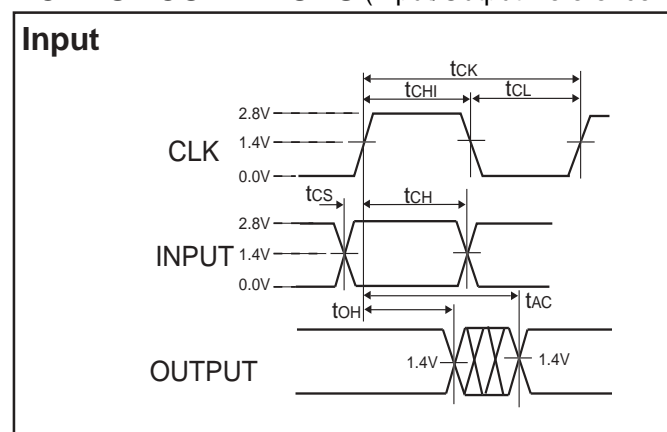 Input
tCK
tCHI
tCL
2.8V
1.4V
CLK
0.0V
tCS
tCH
2.8V
INPUT 1.4V
0.0V
tAC
tOH
1.4V
1.4V
OUTPUT